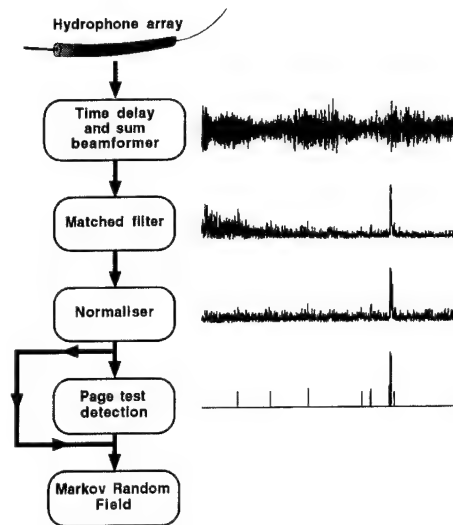 Hydrophone array
Time delay
and sum
beamformer
Matched filter
Normaliser
Page test
detection
Markov Random
Field